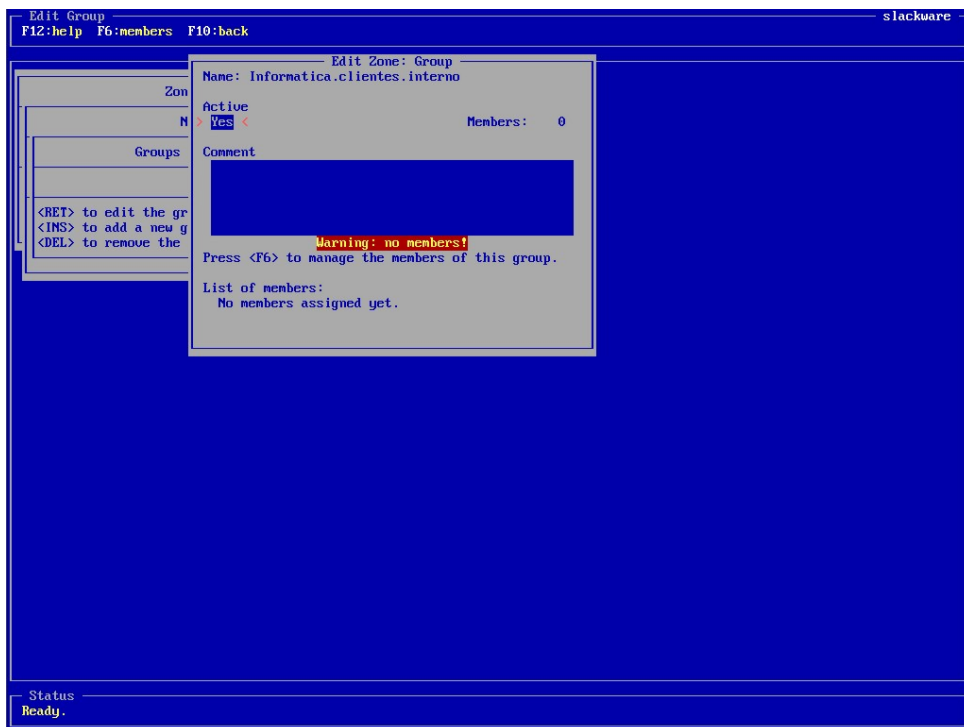 Edit Group
slackware
F12:help F6:members F10:back
Edit Zone: Group
Name: Informatica.clientes.interno
Zon
Active
N
> Yes <
Members: 0
Groups
Comment
<RET> to edit the gr
<INS> to add a new g
<DEL> to remove the
Warning: no members!
Press <F6> to manage the members of this group.
List of members:
No members assigned yet.
Status
Ready.